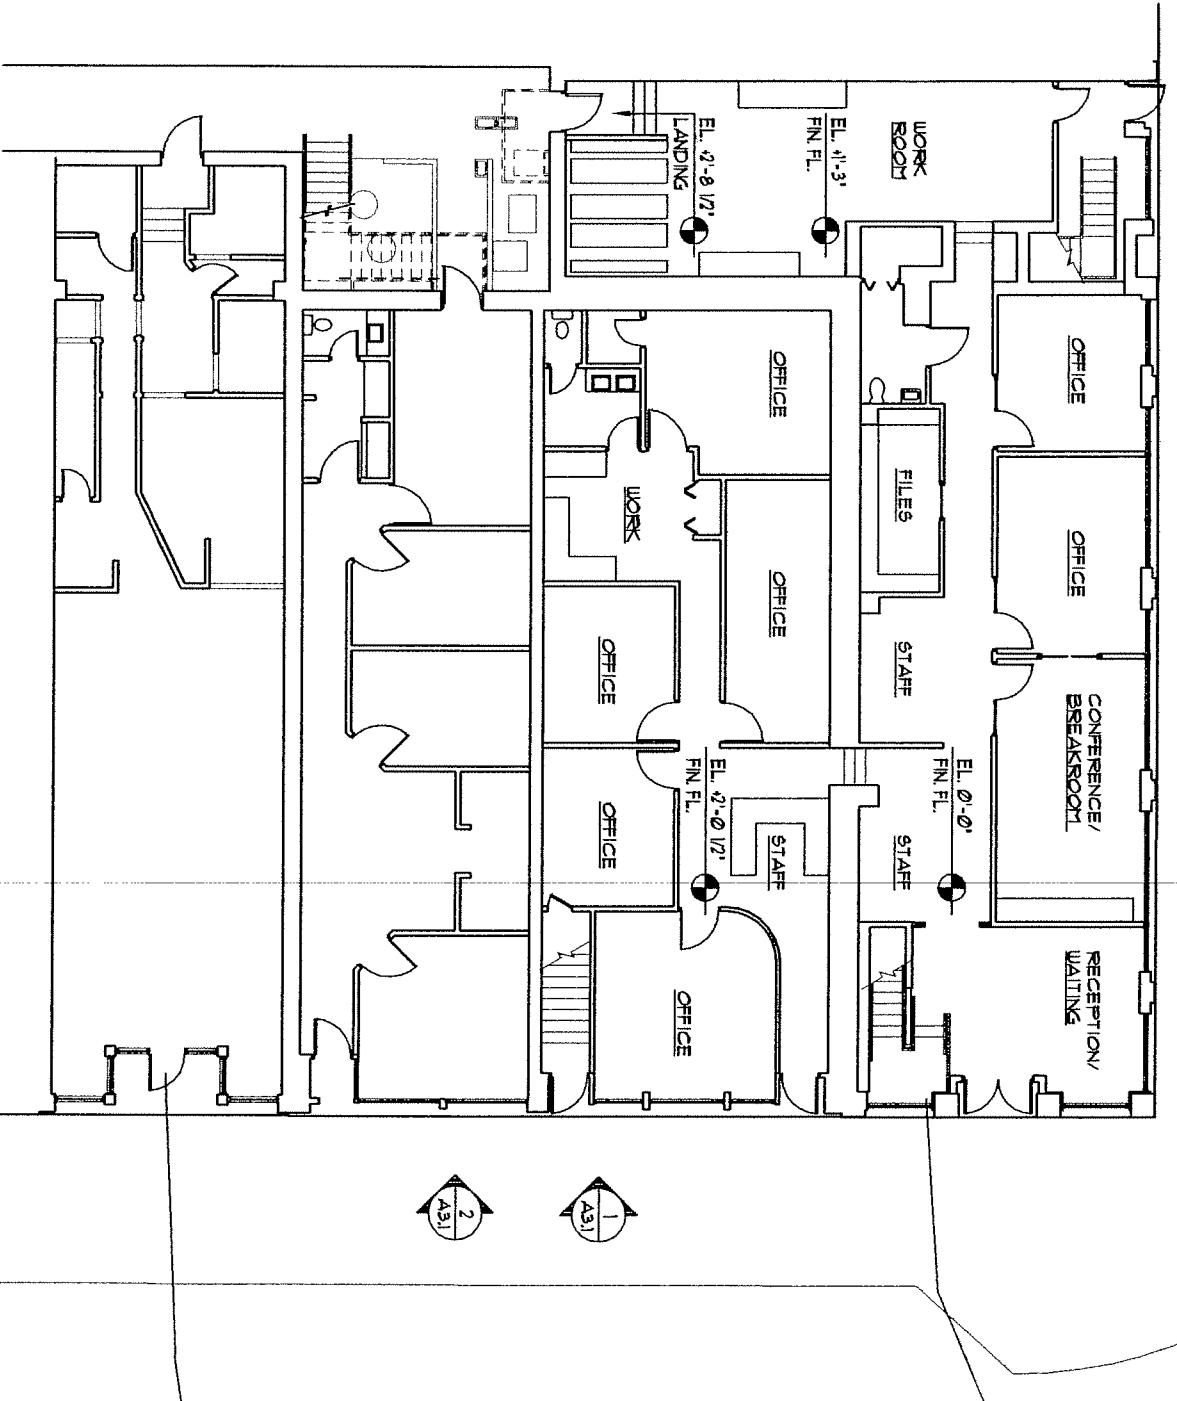 WORK
ROOM
EL. +1'-3"
FIN. FL.
EL. +2'-8 1/2"
LANDING
OFFICE
OFFICE
CONFERENCE/
BREAKROOM
RECEPTION/
WAITING
FILES
STAFF
EL. 0'-0"
FIN. FL.
STAFF
OFFICE
OFFICE
WORK
OFFICE
OFFICE
EL. +2'-0 1/2"
FIN. FL.
STAFF
OFFICE
1
A3.1
2
A3.1